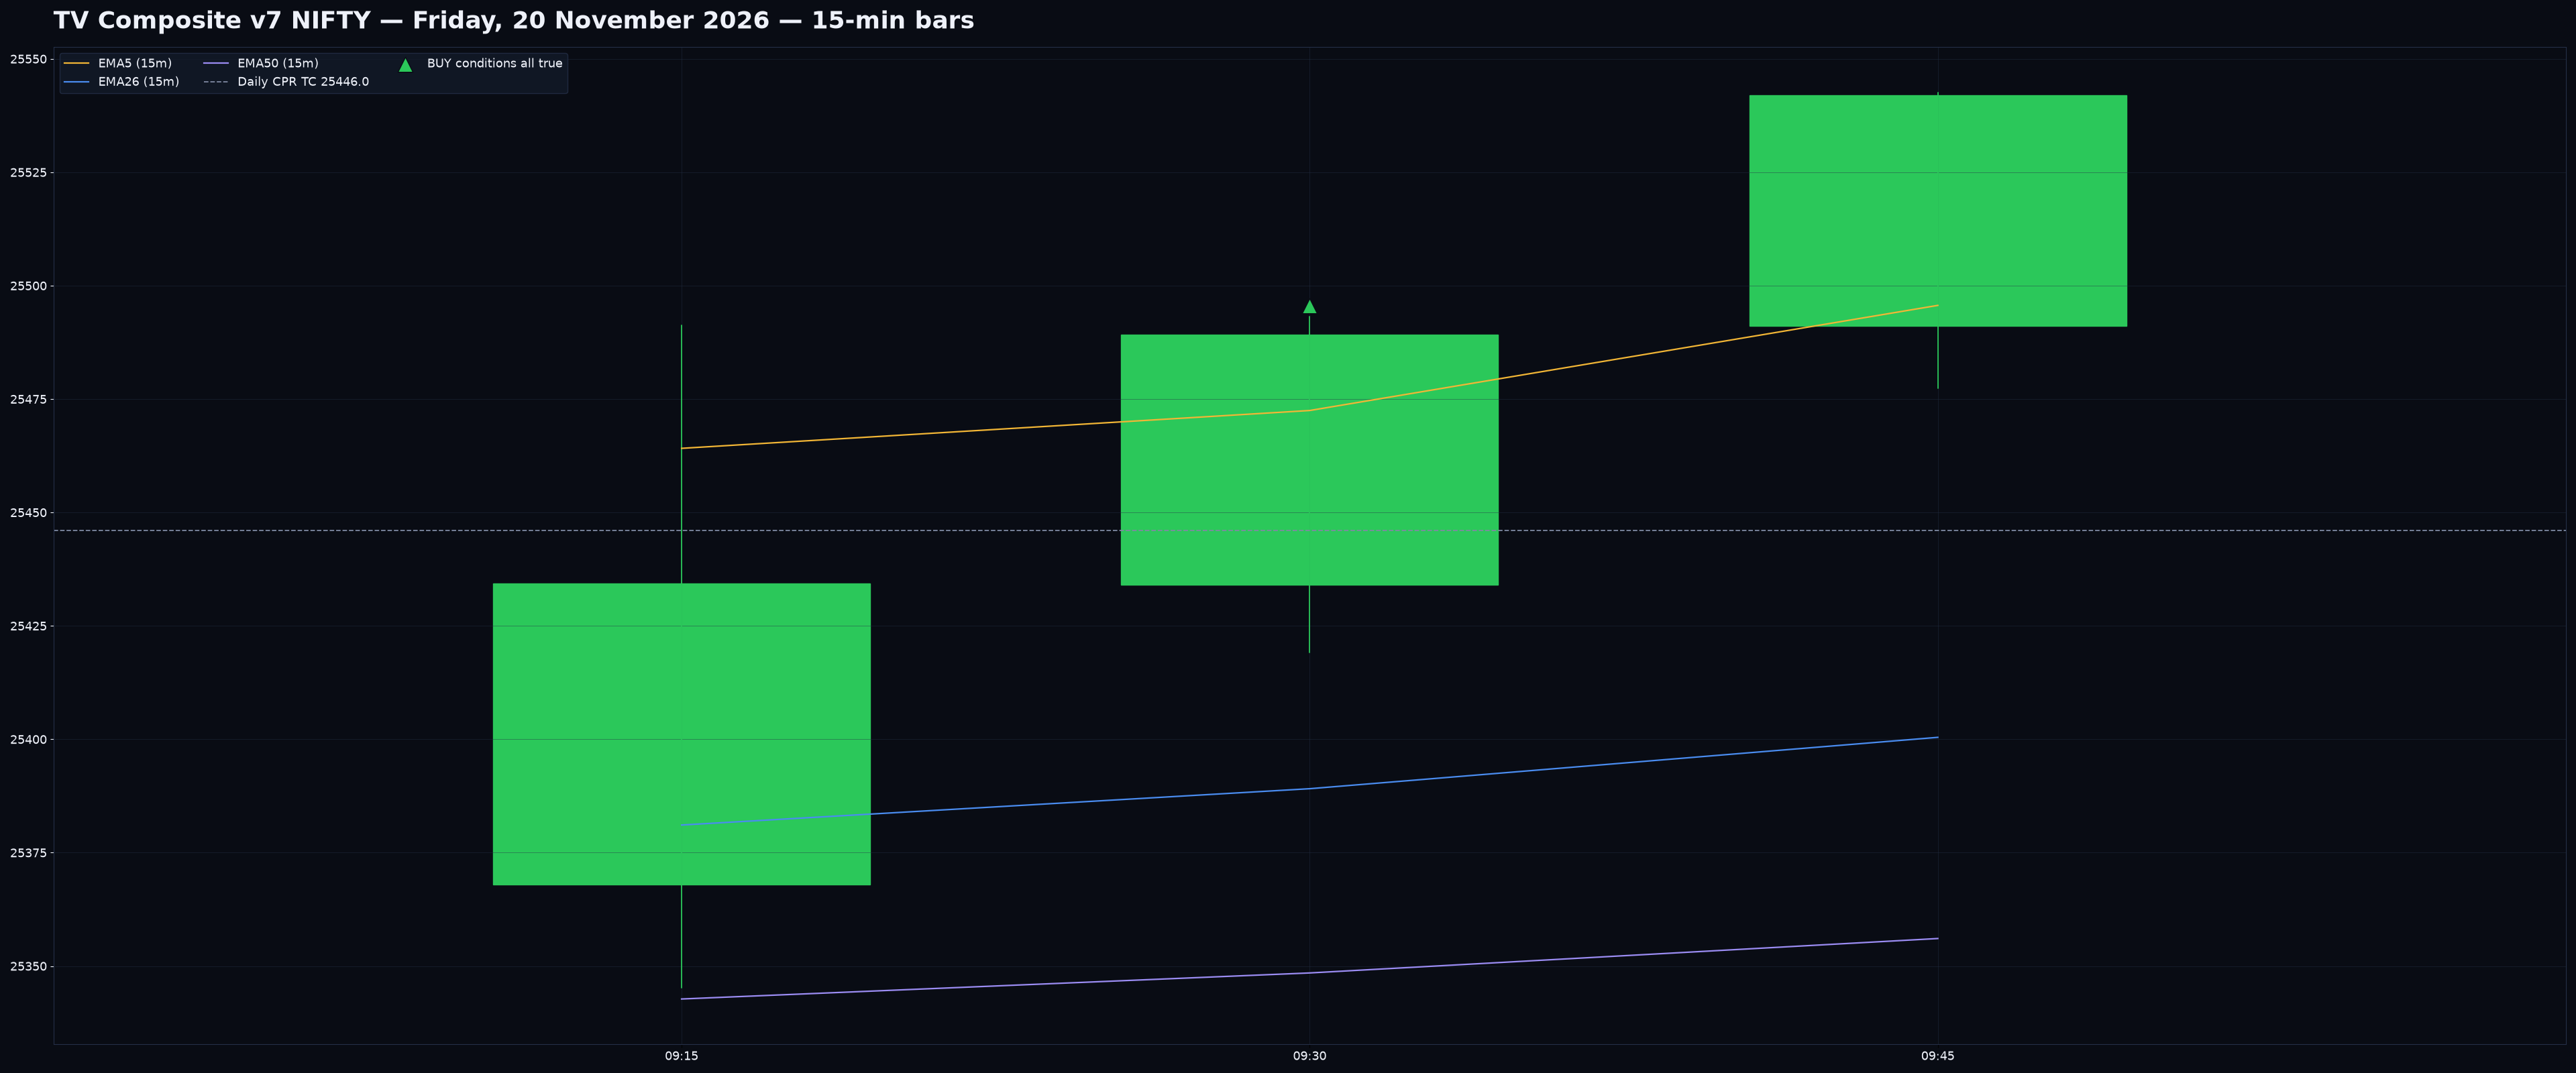 TV Composite v7 NIFTY — Friday, 20 November 2026 — 15-min bars
EMA5 (15m)
EMA26 (15m)
EMA50 (15m)
Daily CPR TC 25446.0
BUY conditions all true
25550
25525
25500
25475
25450
25425
25400
25375
25350
09:15
09:30
09:45